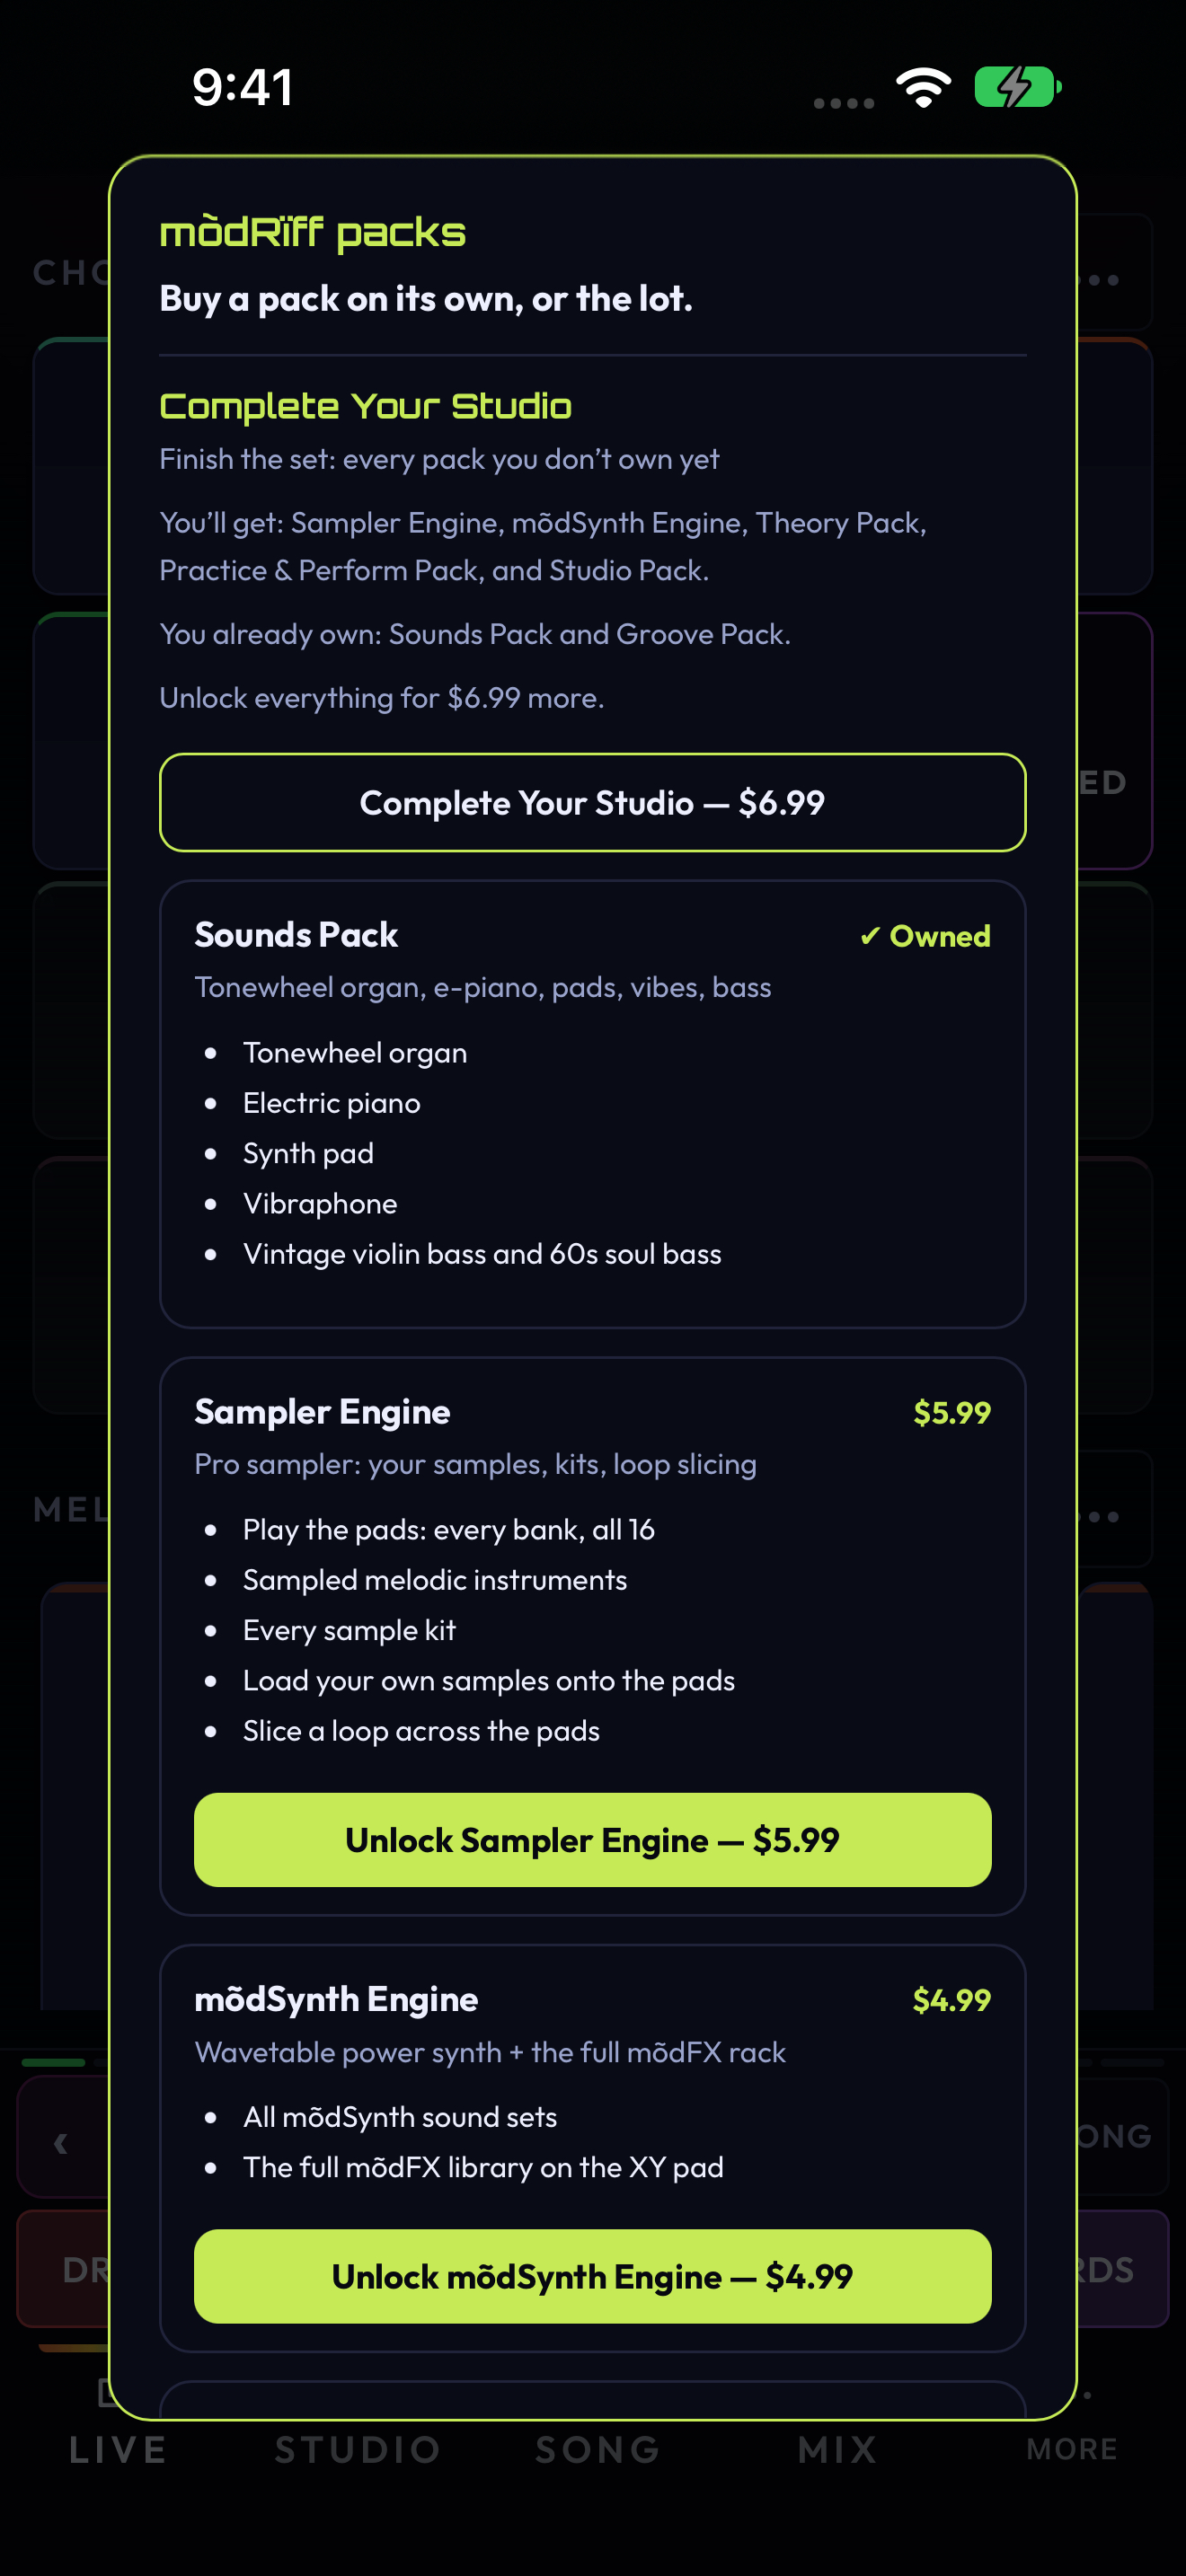 9:41
mòdRïff packs
Buy a pack on its own, or the lot.
Complete Your Studio
Finish the set: every pack you don’t own yet
You’ll get: Sampler Engine, mõdSynth Engine, Theory Pack,
Practice & Perform Pack, and Studio Pack.
You already own: Sounds Pack and Groove Pack.
Unlock everything for $6.99 more.
Complete Your Studio — $6.99
Sounds Pack
✓ Owned
Tonewheel organ, e-piano, pads, vibes, bass
• Tonewheel organ
• Electric piano
• Synth pad
• Vibraphone
• Vintage violin bass and 60s soul bass
Sampler Engine
$5.99
Pro sampler: your samples, kits, loop slicing
• Play the pads: every bank, all 16
• Sampled melodic instruments
• Every sample kit
• Load your own samples onto the pads
• Slice a loop across the pads
Unlock Sampler Engine — $5.99
mõdSynth Engine
$4.99
Wavetable power synth + the full mõdFX rack
• All mõdSynth sound sets
• The full mõdFX library on the XY pad
Unlock mõdSynth Engine — $4.99
LIVE
STUDIO
SONG
MIX
MORE